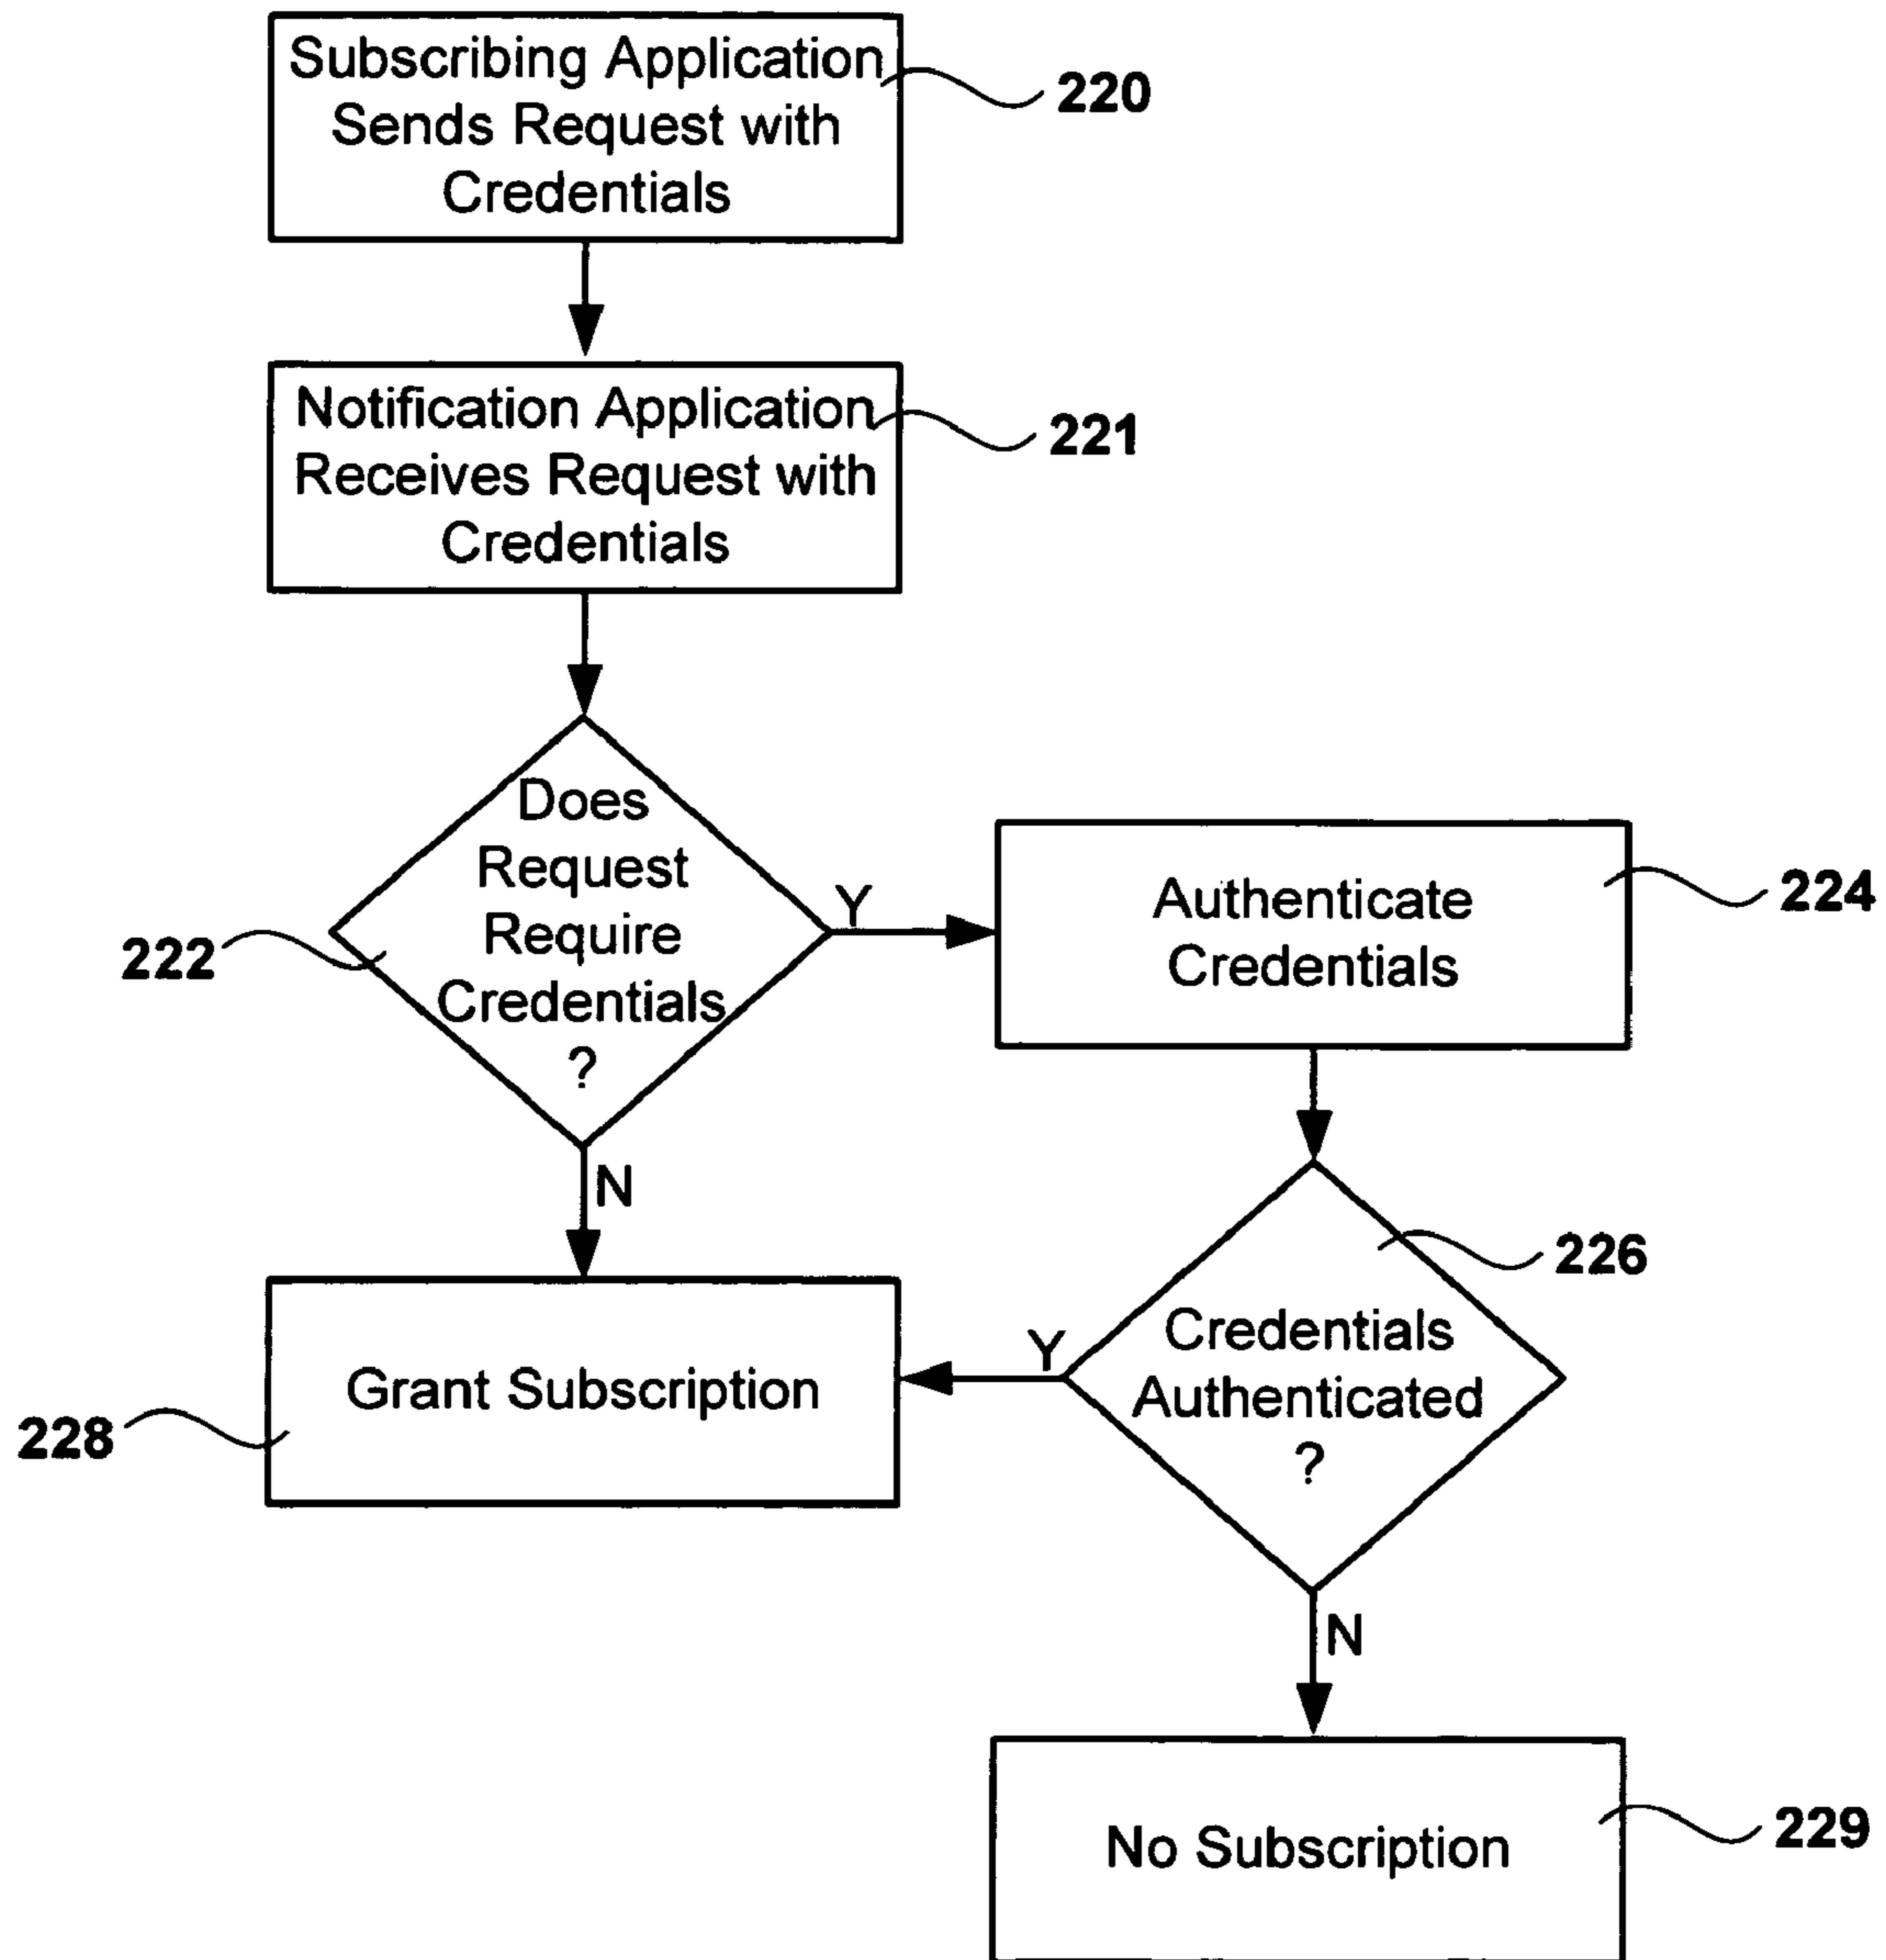 Subscribing Application
Sends Request with
Credentials
220
Notification Application
Receives Request with
Credentials
221
Does
Request
Require
Credentials
?
222
Y
Authenticate
Credentials
224
N
226
Credentials
Authenticated
?
Y
Grant Subscription
228
N
No Subscription
229